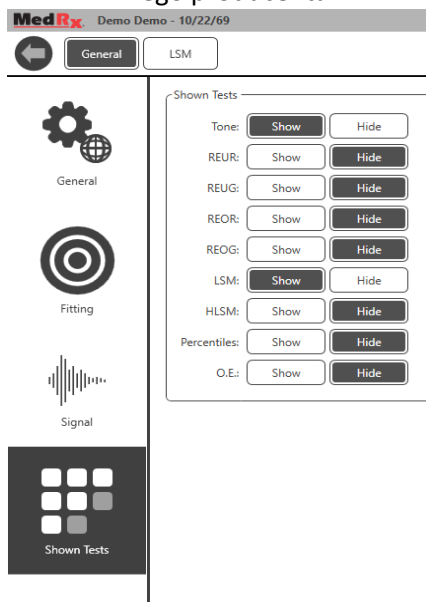 MedRx. Demo Demo - 10/22/69
General LSM
Shown Tests
Tone: Show Hide
REUR: Show Hide
General
REUG: Show Hide
REOR: Show Hide
REOG: Show Hide
LSM: Show Hide
Fitting
HLSM: Show Hide
Percentiles: Show Hide
O.E.: Show Hide
Signal
Shown Tests